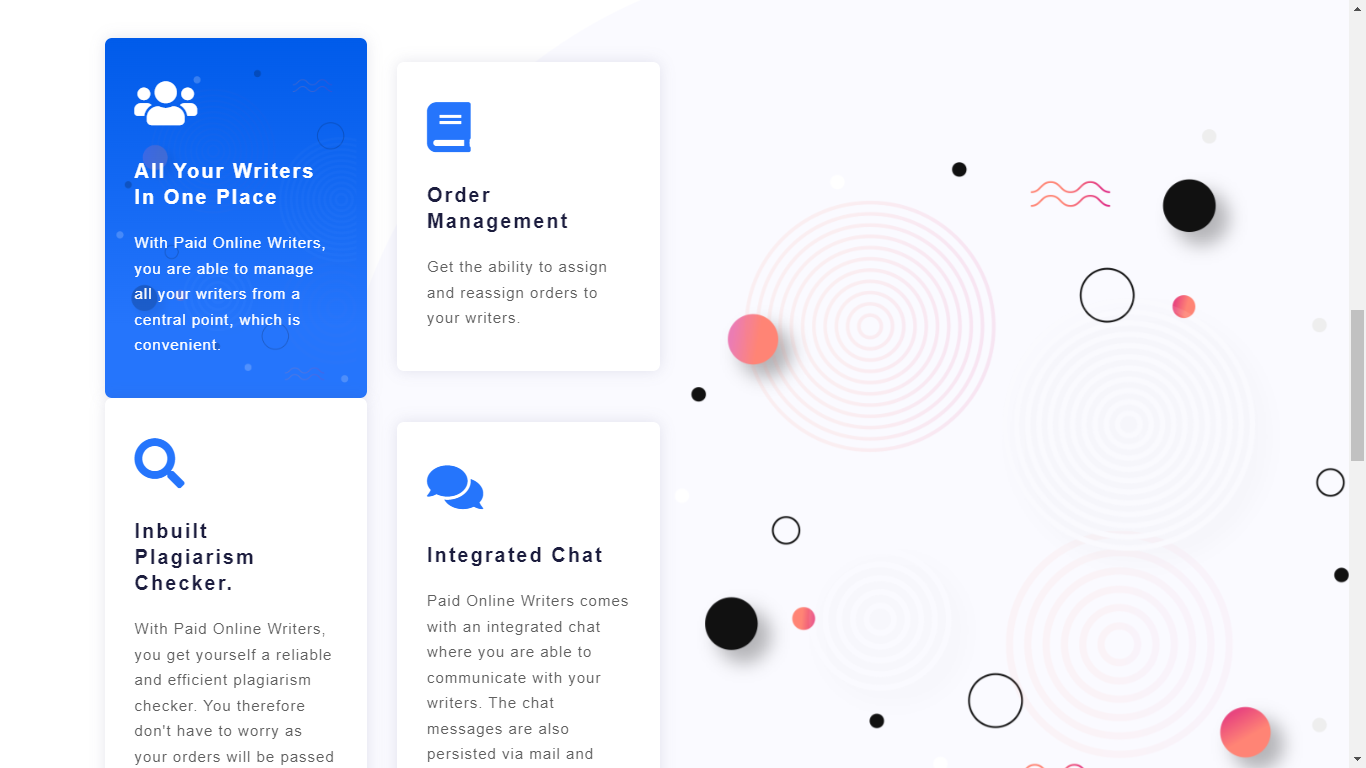 All Your Writers
In One Place
With Paid Online Writers,
you are able to manage
all your writers from a
central point, which is
convenient.
Order
Management
Get the ability to assign
and reassign orders to
your writers.
Inbuilt
Plagiarism
Checker.
With Paid Online Writers,
you get yourself a reliable
and efficient plagiarism
checker. You therefore
don't have to worry as
your orders will be passed
Integrated Chat
Paid Online Writers comes
with an integrated chat
where you are able to
communicate with your
writers. The chat
messages are also
persisted via mail and